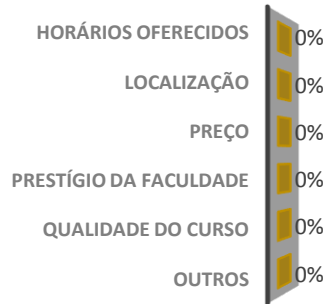 HORÁRIOS OFERECIDOS 0%
LOCALIZAÇÃO 0%
PREÇO 0%
PRESTÍGIO DA FACULDADE 0%
QUALIDADE DO CURSO 0%
OUTROS 0%